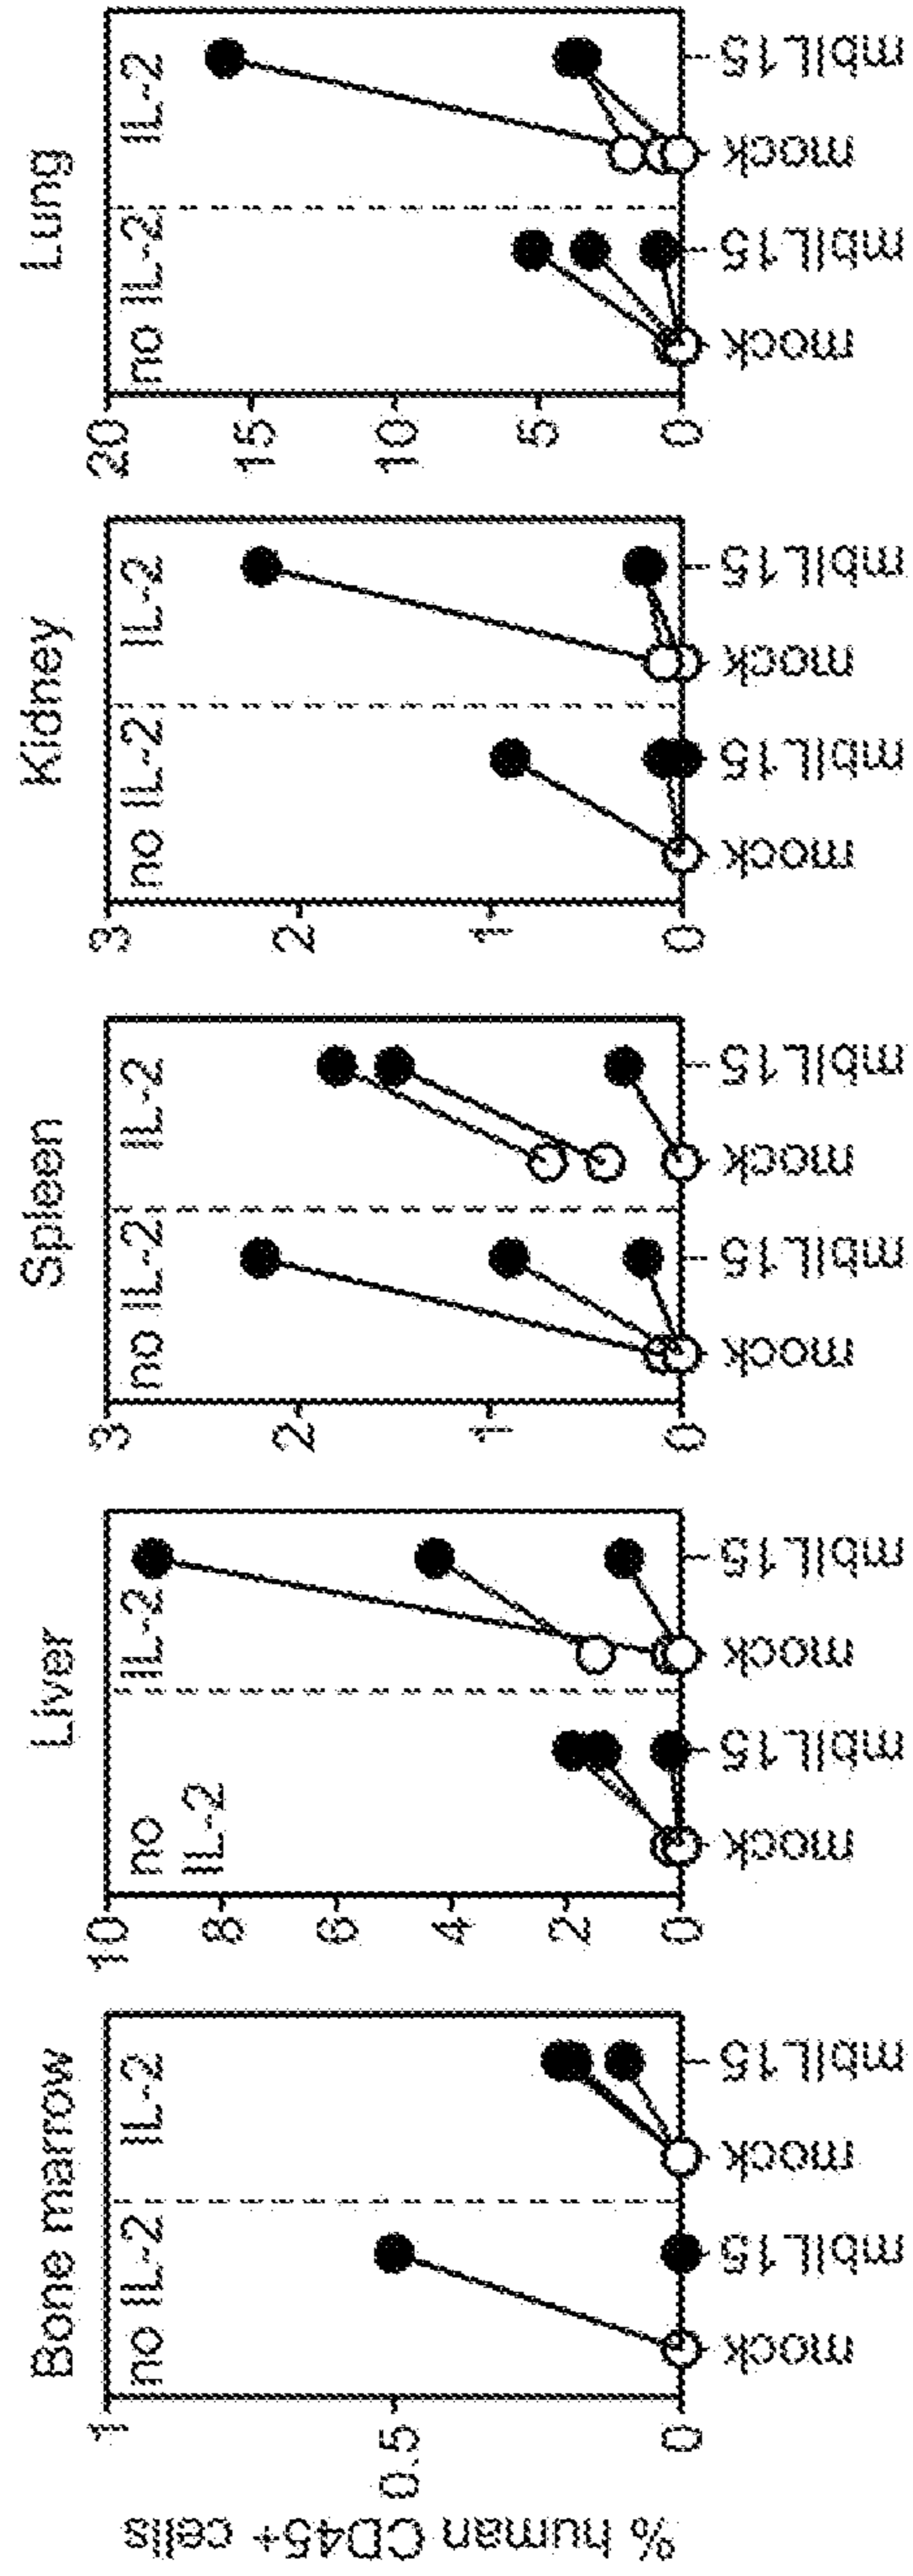 % human CD45+ cells
Bone marrow
1
0.5
0
no IL-2
IL-2
mock
mbIL15
mock
mbIL15
Liver
10
8
6
4
2
0
no
IL-2
IL-2
mock
mbIL15
mock
mbIL15
Spleen
3
2
1
0
no IL-2
IL-2
mock
mbIL15
mock
mbIL15
Kidney
3
2
1
0
no IL-2
IL-2
mock
mbIL15
mock
mbIL15
Lung
20
15
10
5
0
no IL-2
IL-2
mock
mbIL15
mock
mbIL15